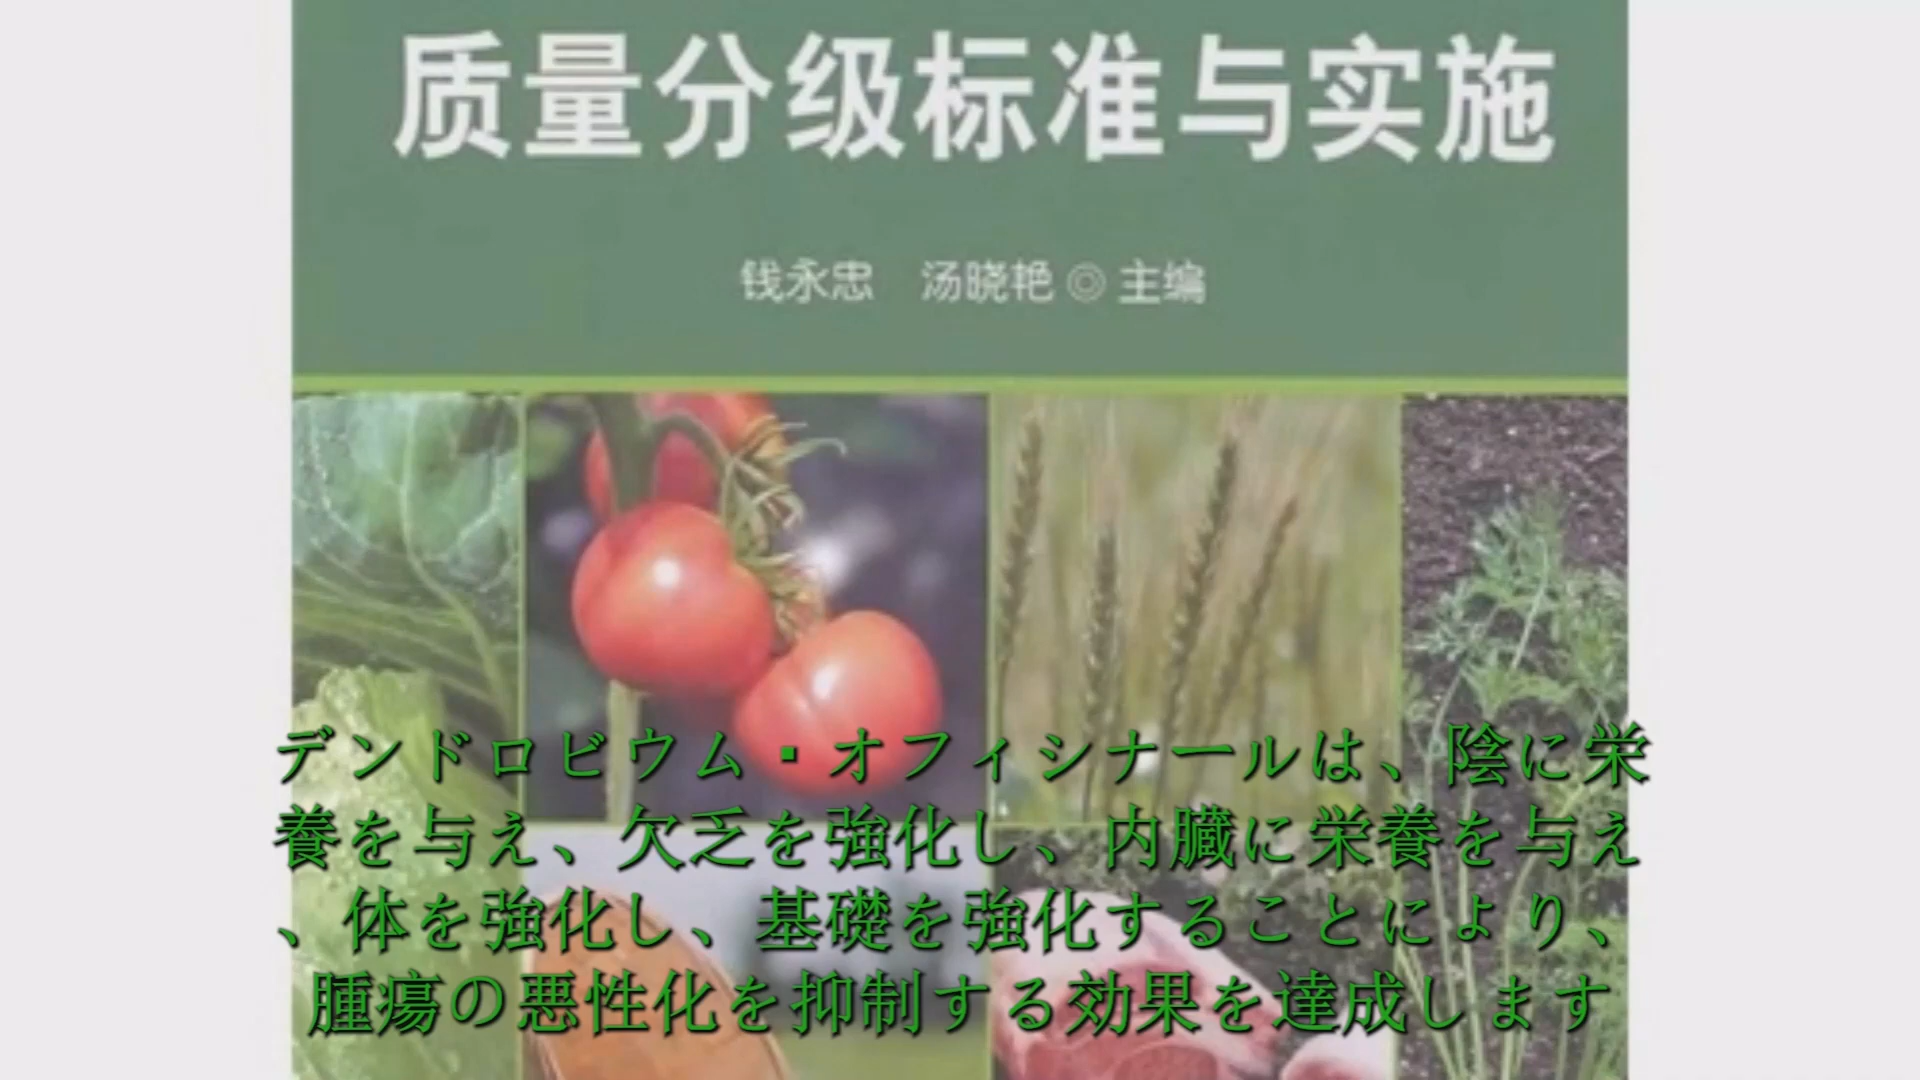 质量分级标准与实施
钱永忠 汤晓艳◎主编
デンドロビウム・オフィシナールは、陰に栄
養を与え、欠乏を強化し、内臓に栄養を与え
、体を強化し、基礎を強化することにより、
腫瘍の悪性化を抑制する効果を達成します